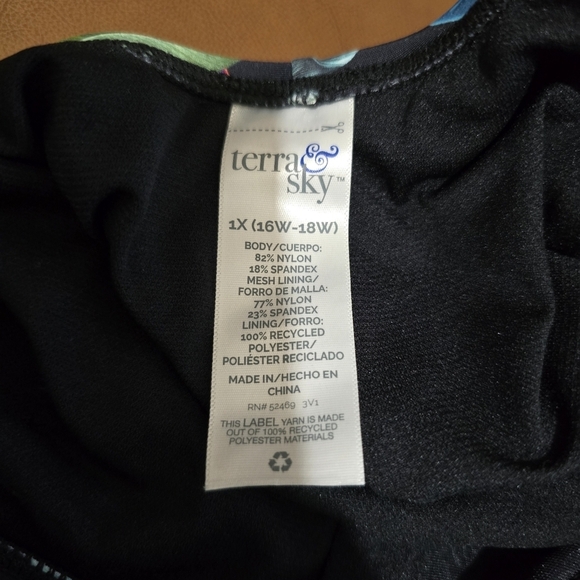 terra&
sky™
1X (16W-18W)
BODY/CUERPO:
82% NYLON
18% SPANDEX
MESH LINING/
FORRO DE MALLA:
77% NYLON
23% SPANDEX
LINING/FORRO:
100% RECYCLED
POLYESTER/
POLIÉSTER RECICLADO
MADE IN/HECHO EN
CHINA
RN# 52469 3V1
THIS LABEL YARN IS MADE
OUT OF 100% RECYCLED
POLYESTER MATERIALS